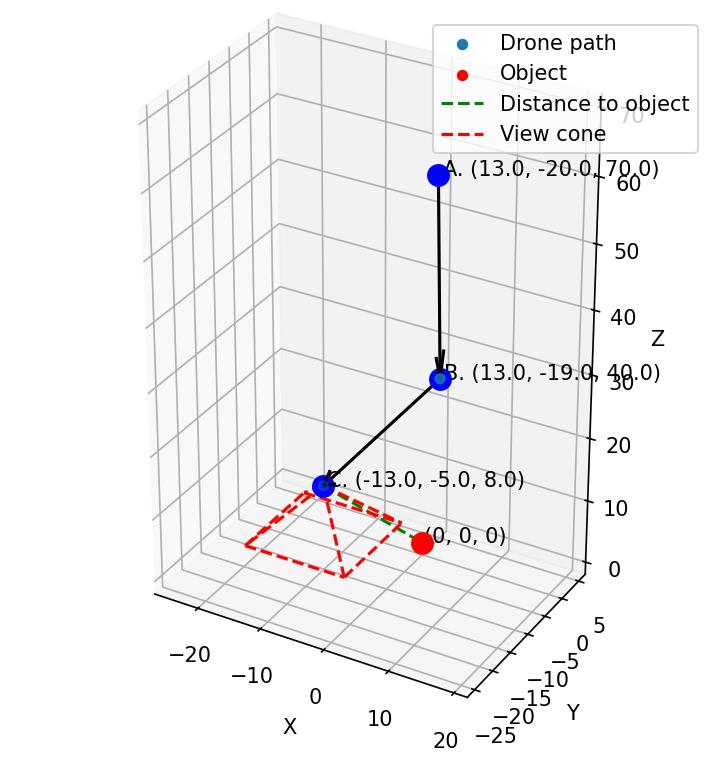 Drone path
Object
Distance to object
View cone
70
A. (13.0, -20.0, 70.0)
60
50
40
Z
B. (13.0, -19.0, 40.0)
30
20
C. (-13.0, -5.0, 8.0)
10
(0, 0, 0)
0
5
0
−5
−10
−15
−20
−25
Y
−20
−10
0
10
20
X